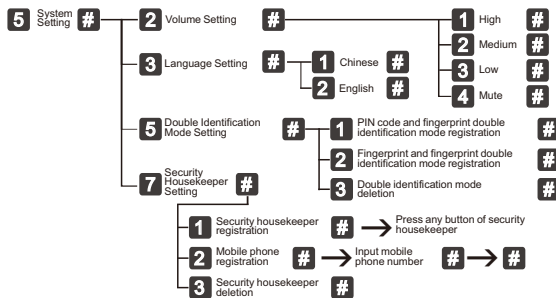 5 System Setting #
2 Volume Setting #
1 High #
2 Medium #
3 Low #
4 Mute #
3 Language Setting #
1 Chinese #
2 English #
5 Double Identification Mode Setting #
1 PIN code and fingerprint double identification mode registration #
2 Fingerprint and fingerprint double identification mode registration #
3 Double identification mode deletion #
7 Security Housekeeper Setting #
1 Security housekeeper registration # → Press any button of security housekeeper
2 Mobile phone registration # → Input mobile phone number # → #
3 Security housekeeper deletion #